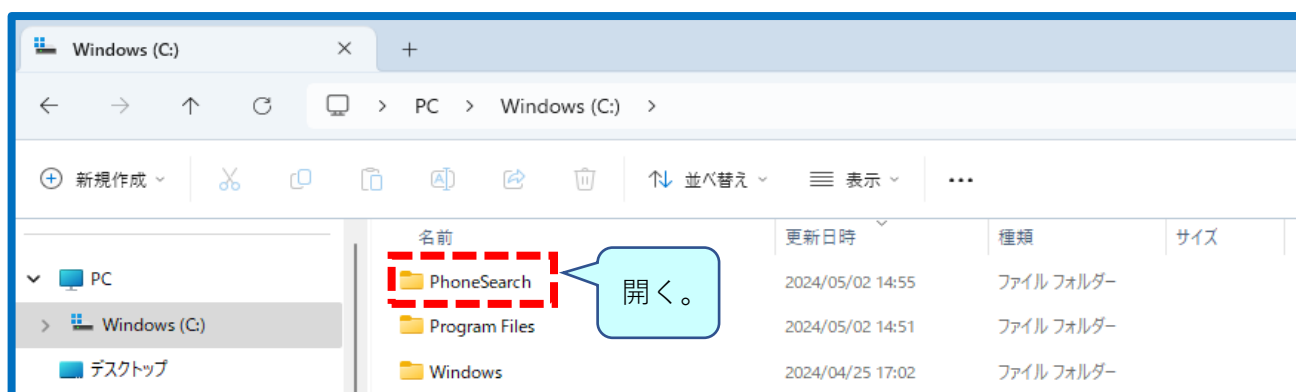 Windows (C:)
PC > Windows (C:) >
新規作成 並べ替え 表示 ...
名前 更新日時 種類 サイズ
PC PhoneSearch 開く。 2024/05/02 14:55 ファイル フォルダー
Windows (C:) Program Files 2024/05/02 14:51 ファイル フォルダー
デスクトップ Windows 2024/04/25 17:02 ファイル フォルダー